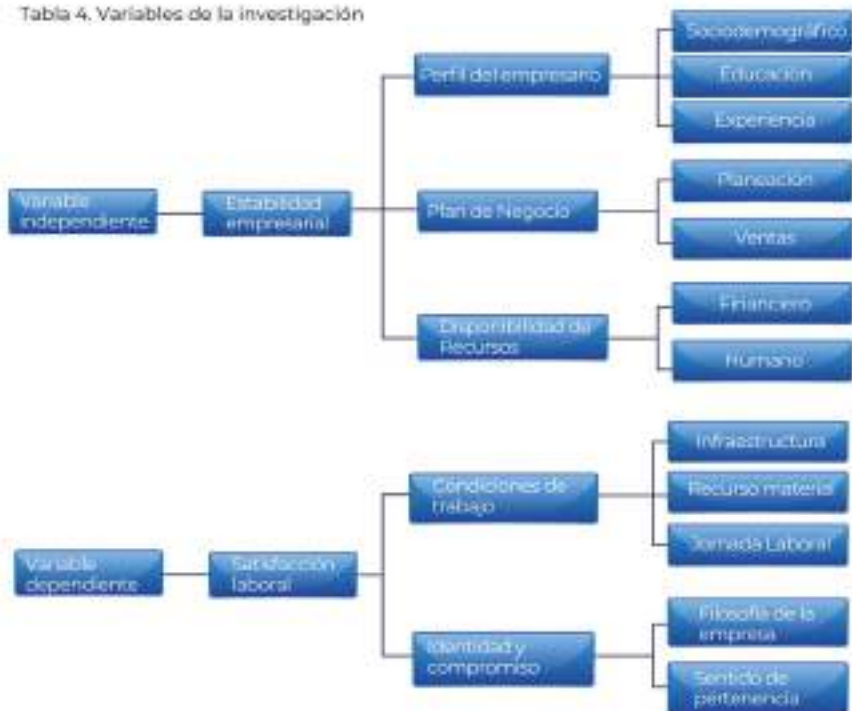 Tabla 4. Variables de la investigación
Variable
independiente
Estabilidad
empresarial
Perfil del empresario
Sociodemográfico
Educación
Experiencia
Plan de Negocio
Planeación
Ventas
Disponibilidad de
Recursos
Financiero
Humano
Variable
dependiente
Satisfacción
laboral
Condiciones de
trabajo
Infraestructura
Recurso material
Jornada Laboral
Identidad y
compromiso
Filosofía de la
empresa
Sentido de
pertenencia